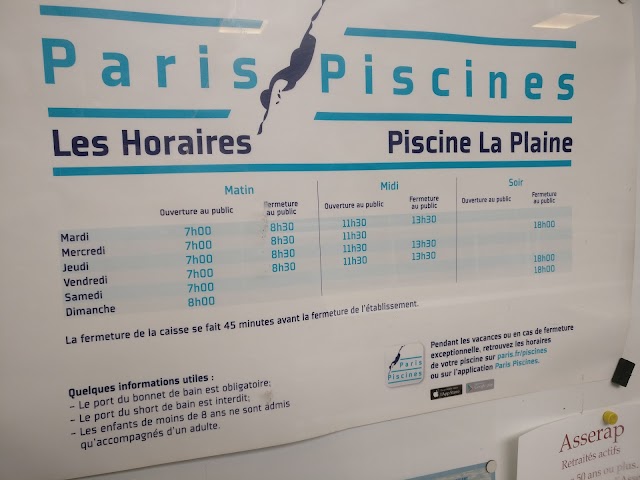 Paris Piscines
Les Horaires Piscine La Plaine
Matin Midi Soir
Ouverture au public Fermeture au public Ouverture au public Fermeture au public Ouverture au public Fermeture au public
Mardi 7h00 8h30 11h30 13h30
Mercredi 7h00 8h30 11h30 18h00
Jeudi 7h00 8h30 11h30 13h30
Vendredi 7h00 8h30 11h30 13h30
Samedi 7h00 18h00
Dimanche 8h00 18h00
La fermeture de la caisse se fait 45 minutes avant la fermeture de l'établissement.
Quelques informations utiles :
- Le port du bonnet de bain est obligatoire;
- Le port du short de bain est interdit;
- Les enfants de moins de 8 ans ne sont admis
qu'accompagnés d'un adulte.
Paris
Piscines
Pendant les vacances ou en cas de fermeture
exceptionnelle, retrouvez les horaires
de votre piscine sur paris.fr/piscines
ou sur l'application Paris Piscines.
App Store
Asserap
Retraités actifs
50 ans ou plus